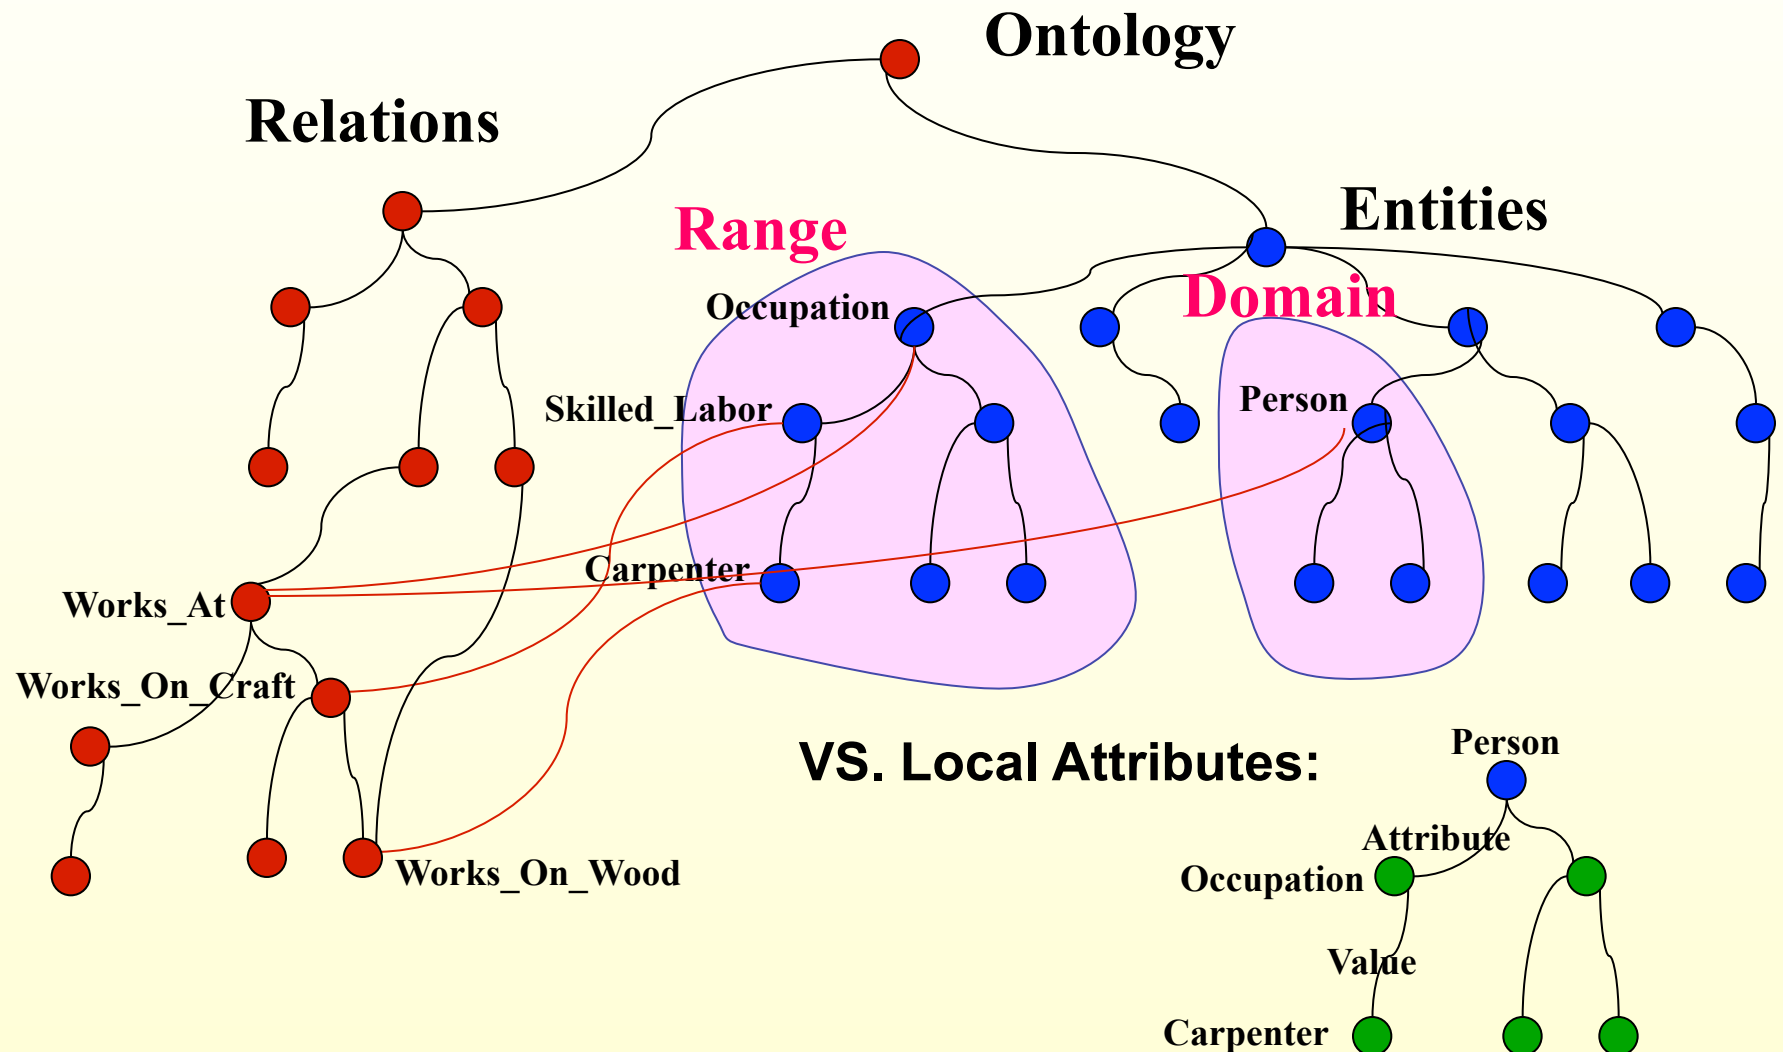 Ontology
Relations
Entities
Range
Domain
Occupation
Person
Skilled_Labor
Carpenter
Works_At
Works_On_Craft
Works_On_Wood
VS. Local Attributes:
Person
Attribute
Occupation
Value
Carpenter